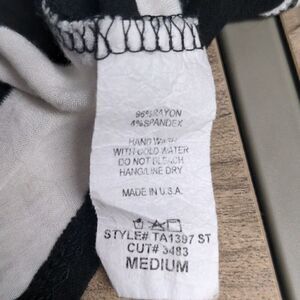 96%RAYON
4%SPANDEX
HAND WASH
WITH COLD WATER
DO NOT BLEACH
HANG/LINE DRY
MADE IN U.S.A.
STYLE# TA1397 ST
CUT# 3483
MEDIUM